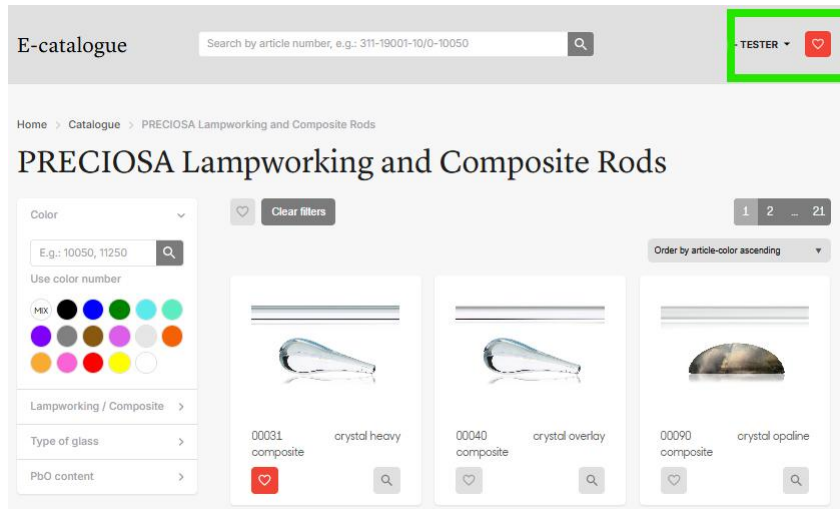 E-catalogue
Search by article number, e.g.: 311-19001-10/0-10050
- TESTER
Home > Catalogue > PRECIOSA Lampworking and Composite Rods
PRECIOSA Lampworking and Composite Rods
Color
Clear filters
1 2 ... 21
E.g.: 10050, 11250
Order by article-color ascending
Use color number
MIX
Lampworking / Composite >
Type of glass >
PbO content >
00031 crystal heavy
composite
00040 crystal overlay
composite
00090 crystal opaline
composite